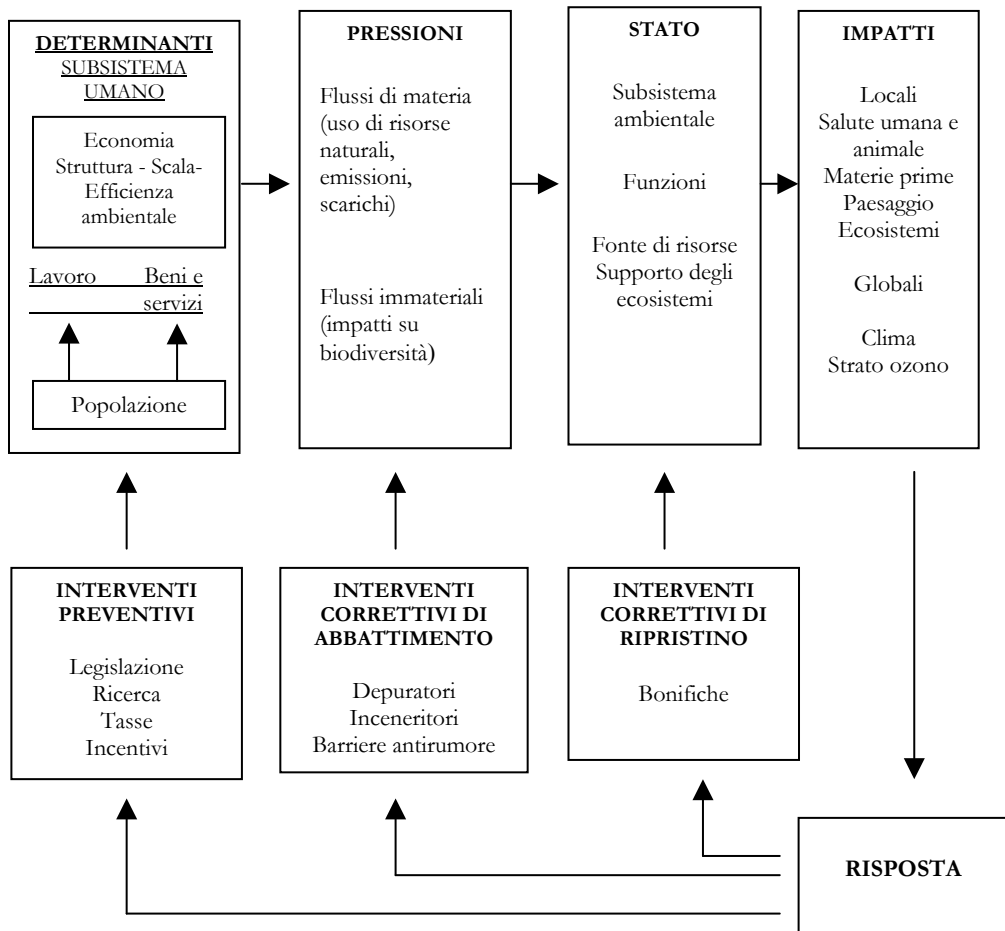 DETERMINANTI
SUBSISTEMA
UMANO
Economia
Struttura - Scala-
Efficienza
ambientale
Lavoro Beni e
servizi
Popolazione
PRESSIONI
Flussi di materia
(uso di risorse
naturali,
emissioni,
scarichi)
Flussi immateriali
(impatti su
biodiversità)
STATO
Subsistema
ambientale
Funzioni
Fonte di risorse
Supporto degli
ecosistemi
IMPATTI
Locali
Salute umana e
animale
Materie prime
Paesaggio
Ecosistemi
Globali
Clima
Strato ozono
INTERVENTI
PREVENTIVI
Legislazione
Ricerca
Tasse
Incentivi
INTERVENTI
CORRETTIVI DI
ABBATTIMENTO
Depuratori
Inceneritori
Barriere antirumore
INTERVENTI
CORRETTIVI DI
RIPRISTINO
Bonifiche
RISPOSTA